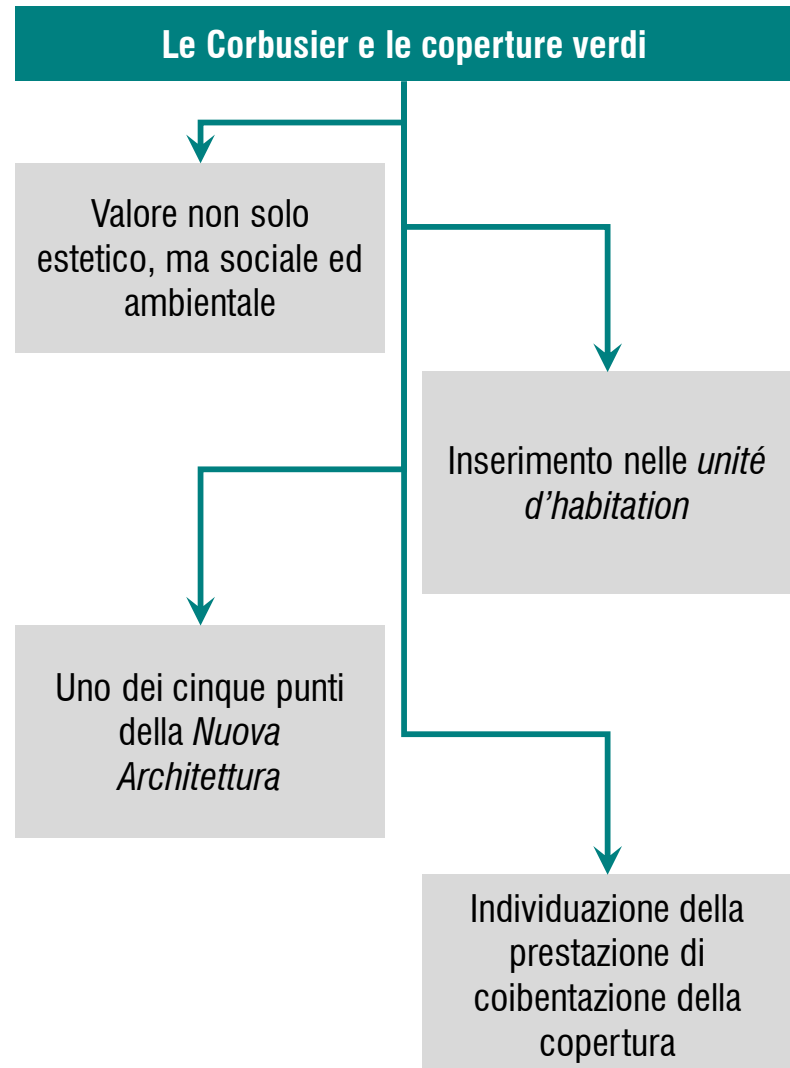 Le Corbusier e le coperture verdi
Valore non solo
estetico, ma sociale ed
ambientale
Inserimento nelle unité
d’habitation
Uno dei cinque punti
della Nuova
Architettura
Individuazione della
prestazione di
coibentazione della
copertura